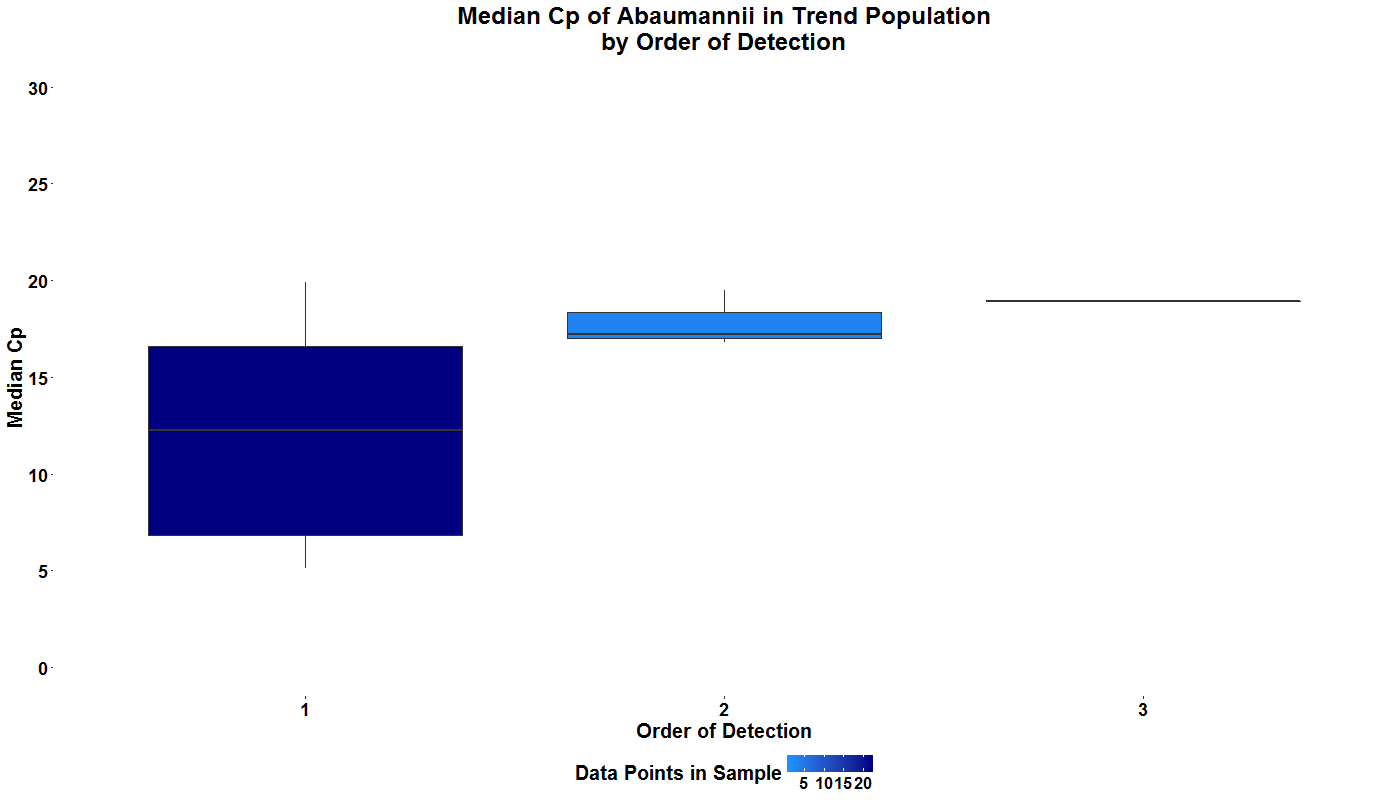 Median Cp of Abaumannii in Trend Population
by Order of Detection
30
25
20
15
10
5
0
Median Cp
1 2 3
Order of Detection
Data Points in Sample
5 10 15 20